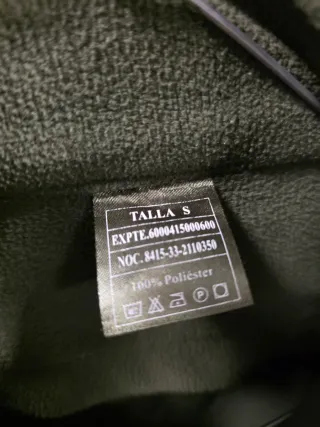 TALLA S
EXPTE.6000415000600
NOC. 8415-33-2110350
100% Poliéster